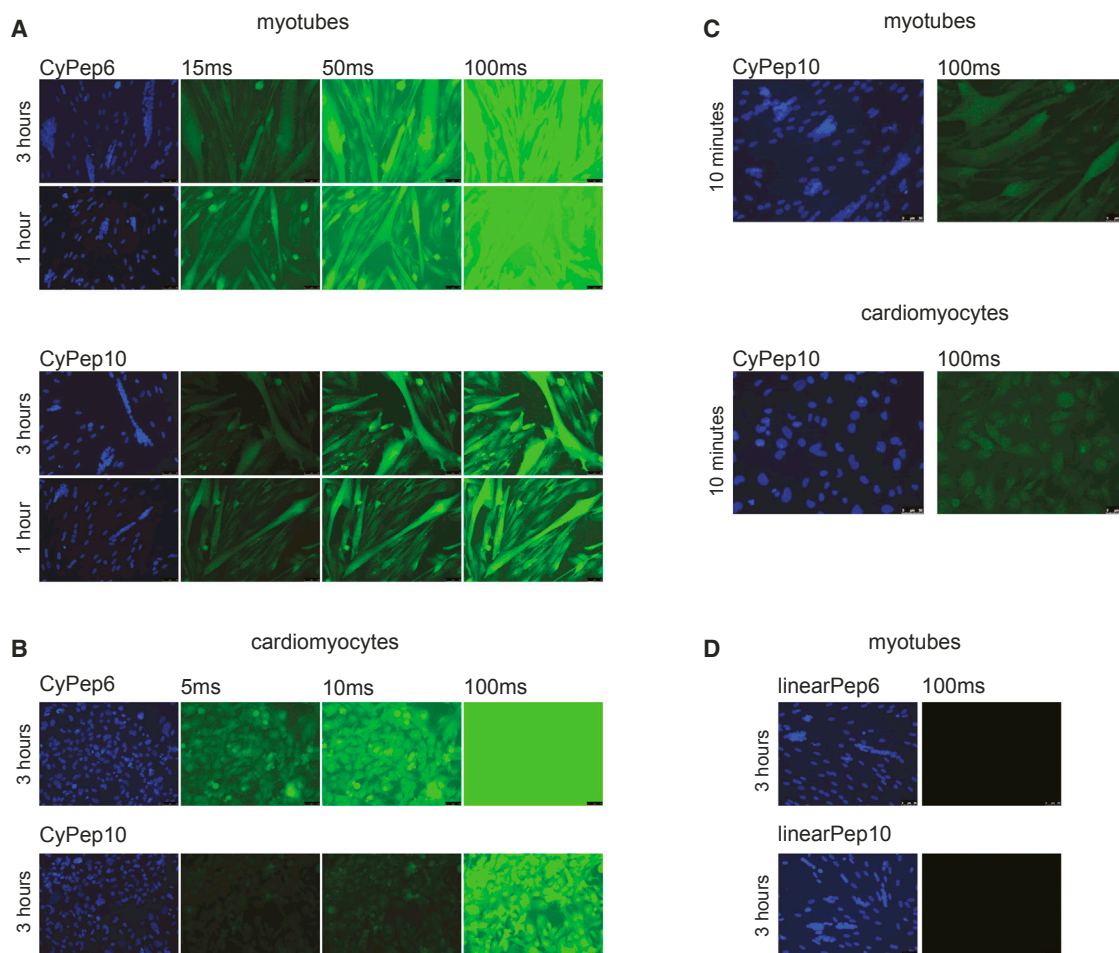 A
myotubes
CyPep6 15ms 50ms 100ms
3 hours
1 hour
CyPep10
3 hours
1 hour
B
cardiomyocytes
CyPep6 5ms 10ms 100ms
3 hours
CyPep10
3 hours
C
myotubes
CyPep10 100ms
10 minutes
cardiomyocytes
CyPep10 100ms
10 minutes
D
myotubes
linearPep6 100ms
3 hours
linearPep10
3 hours